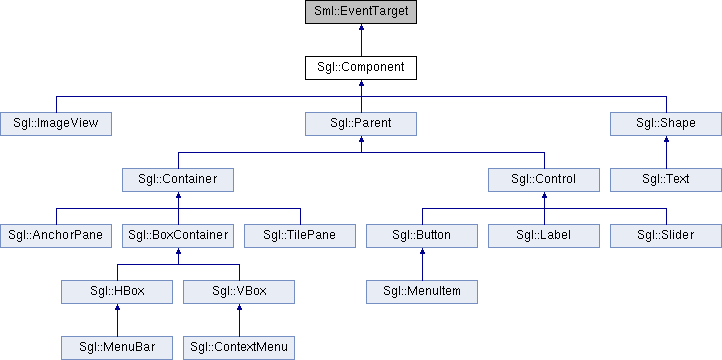 Sml::EventTarget
Sgl::Component
Sgl::ImageView
Sgl::Parent
Sgl::Shape
Sgl::Container
Sgl::Control
Sgl::Text
Sgl::AnchorPane
Sgl::BoxContainer
Sgl::TilePane
Sgl::Button
Sgl::Label
Sgl::Slider
Sgl::HBox
Sgl::VBox
Sgl::MenuItem
Sgl::MenuBar
Sgl::ContextMenu